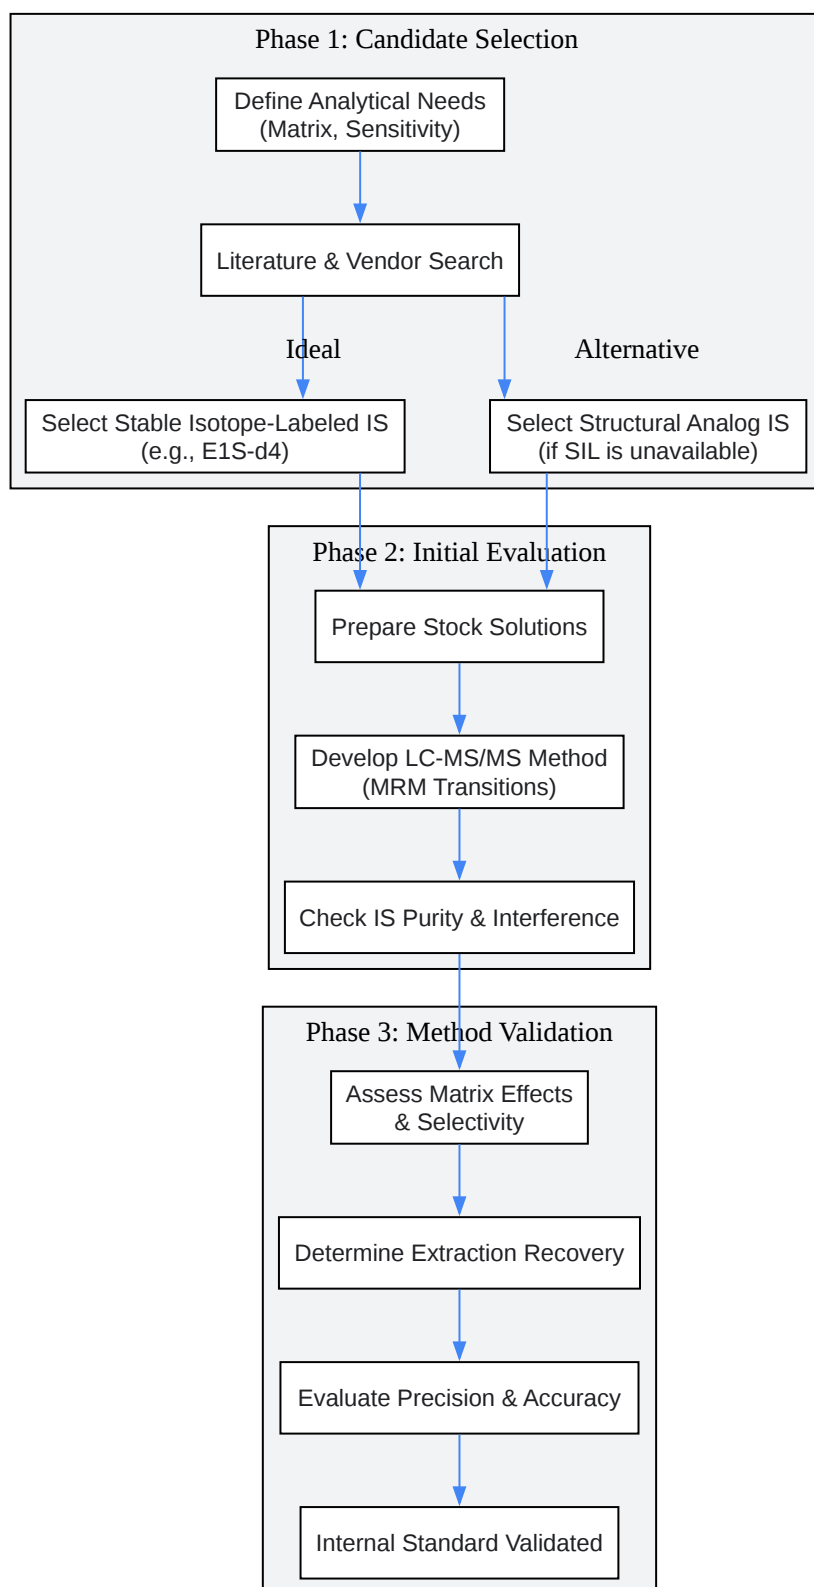 Phase 1: Candidate Selection
Define Analytical Needs
(Matrix, Sensitivity)
Literature & Vendor Search
Ideal
Alternative
Select Stable Isotope-Labeled IS
(e.g., E1S-d4)
Select Structural Analog IS
(if SIL is unavailable)
Phase 2: Initial Evaluation
Prepare Stock Solutions
Develop LC-MS/MS Method
(MRM Transitions)
Check IS Purity & Interference
Phase 3: Method Validation
Assess Matrix Effects
& Selectivity
Determine Extraction Recovery
Evaluate Precision & Accuracy
Internal Standard Validated